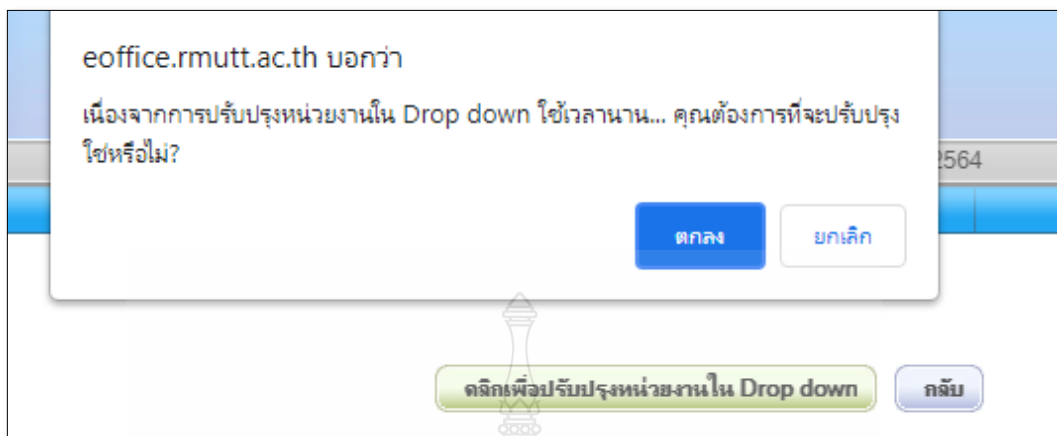 eoffice.rmutt.ac.th บอกว่า
เนื่องจากการปรับปรุงหน่วยงานใน Drop down ใช้เวลานาน... คุณต้องการที่จะปรับปรุง
ใช่หรือไม่?
2564
ตกลง ยกเลิก
คลิกเพื่อปรับปรุงหน่วยงานใน Drop down กลับ